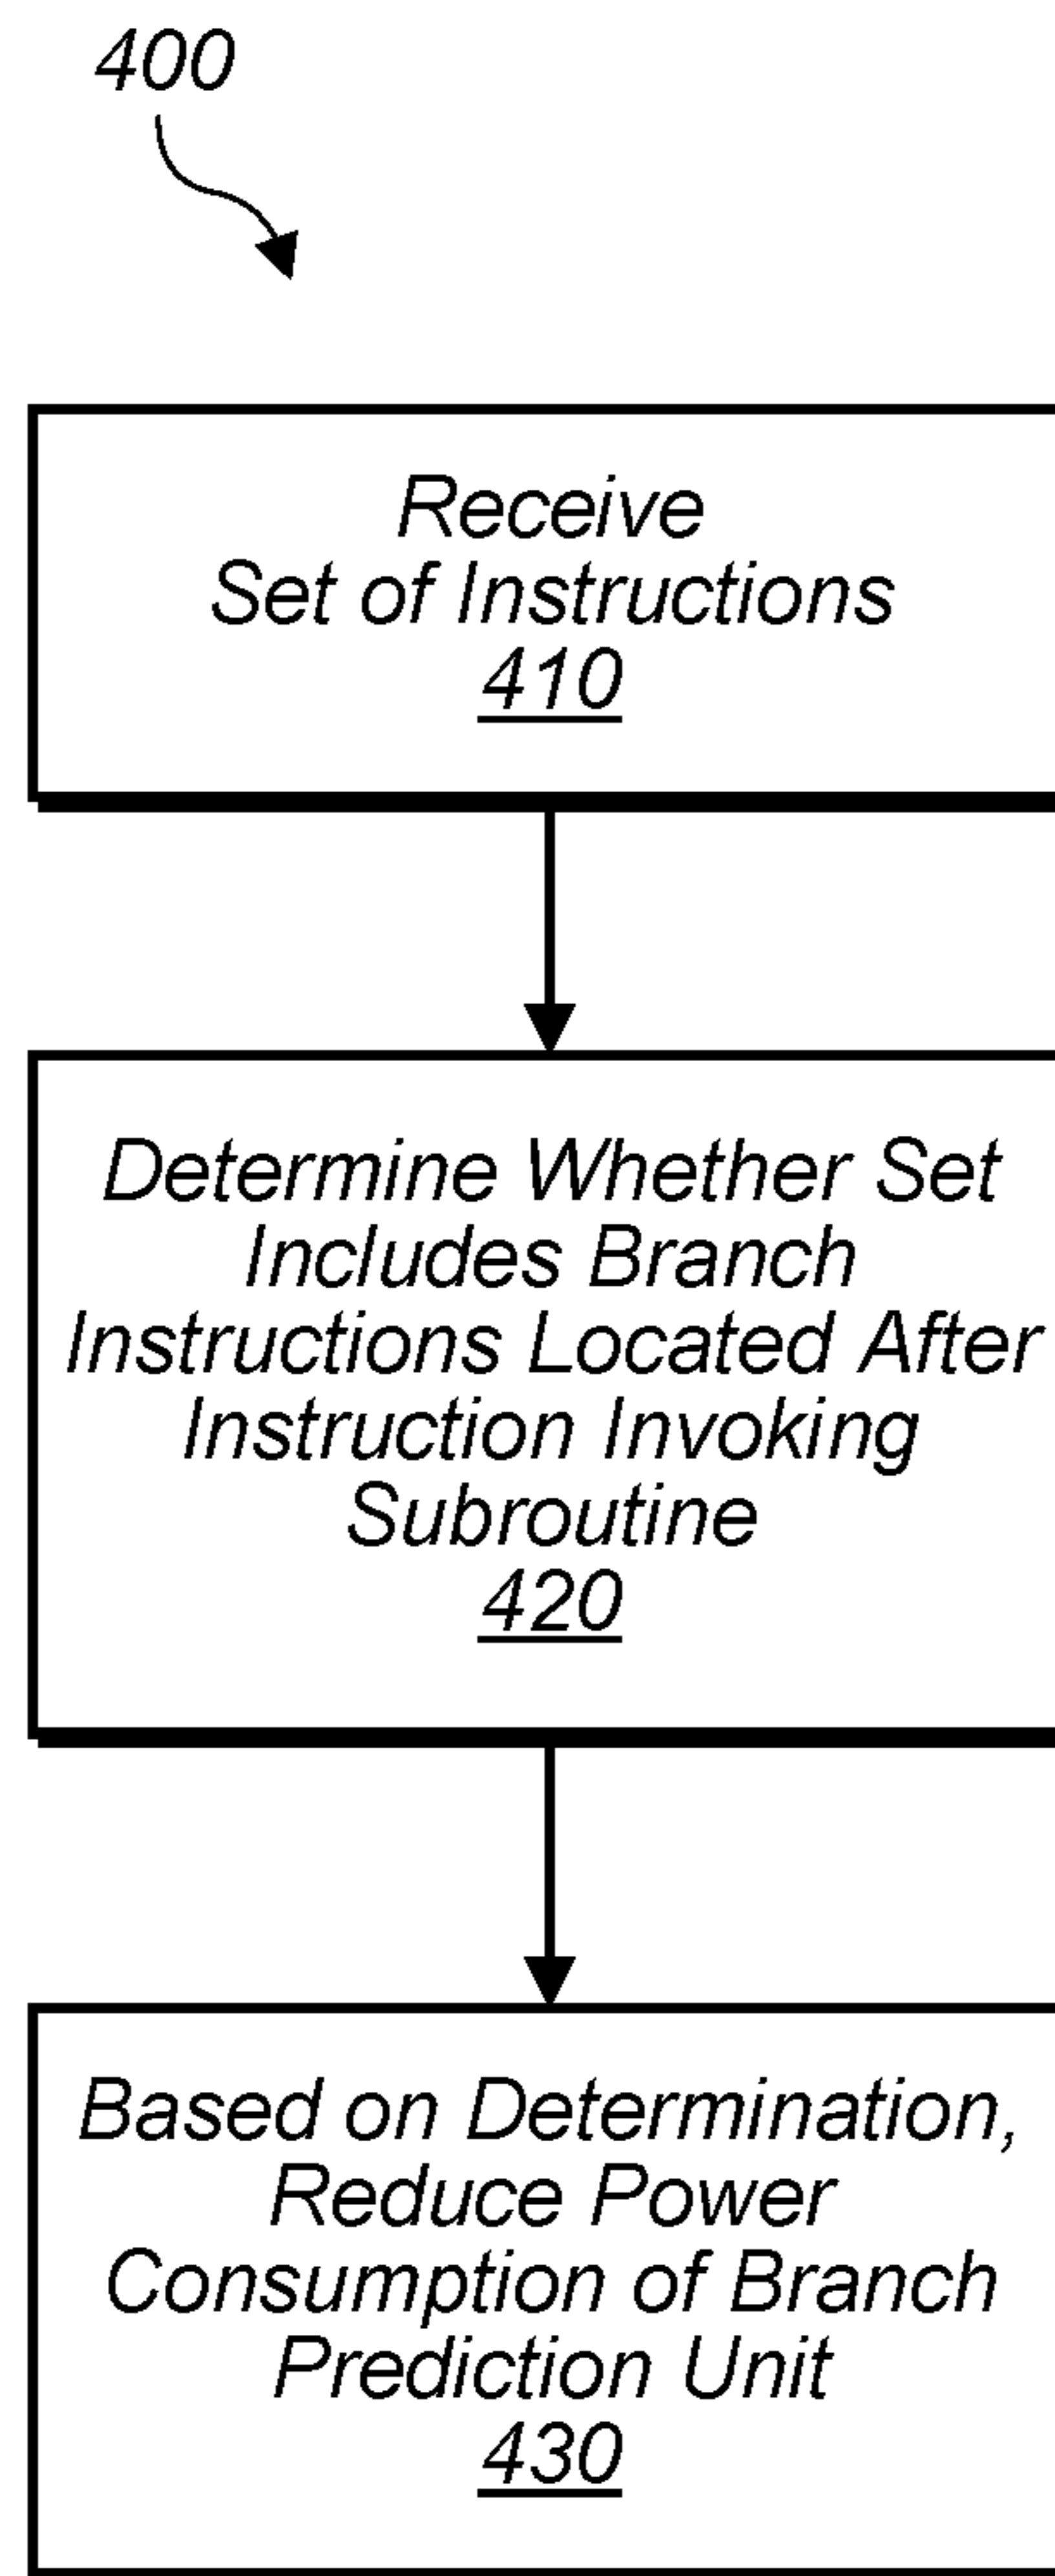 400
Receive
Set of Instructions
410
Determine Whether Set
Includes Branch
Instructions Located After
Instruction Invoking
Subroutine
420
Based on Determination,
Reduce Power
Consumption of Branch
Prediction Unit
430